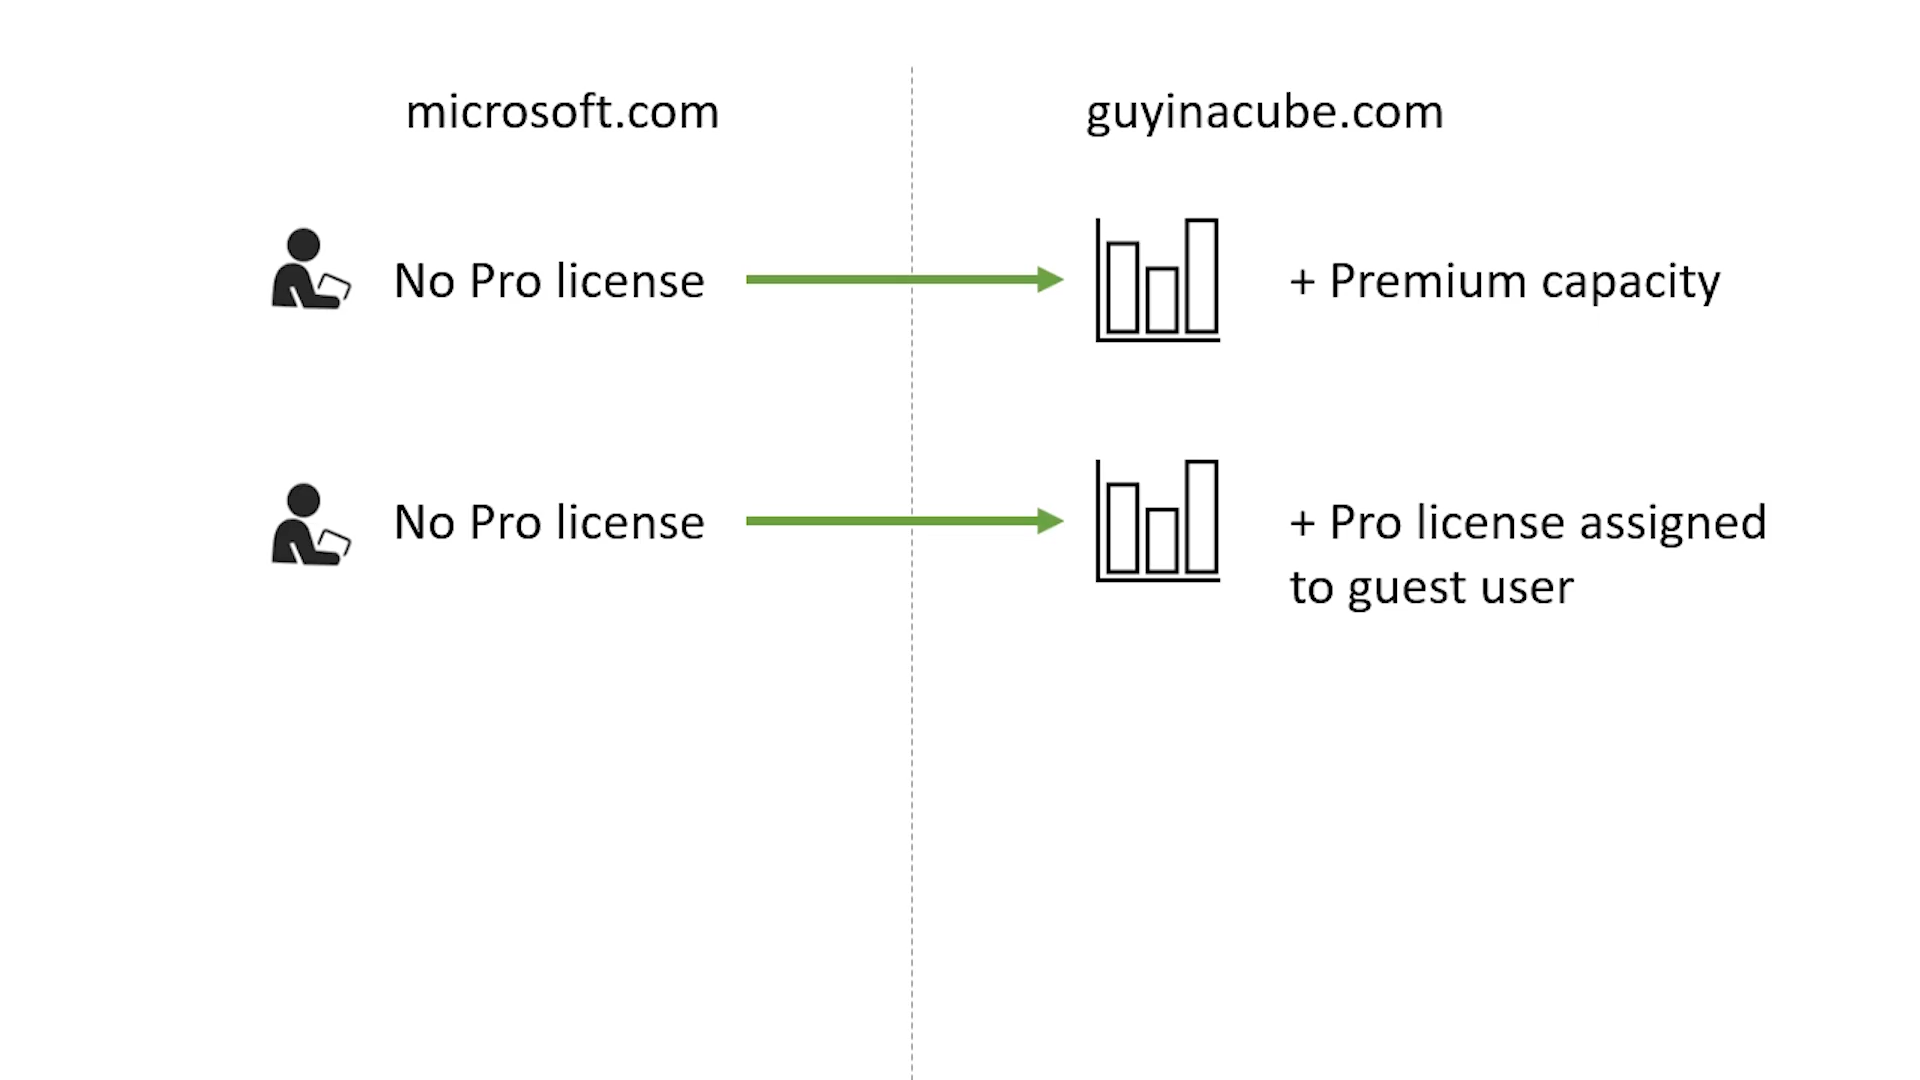 microsoft.com
guyinacube.com
No Pro license
+ Premium capacity
No Pro license
+ Pro license assigned
to guest user